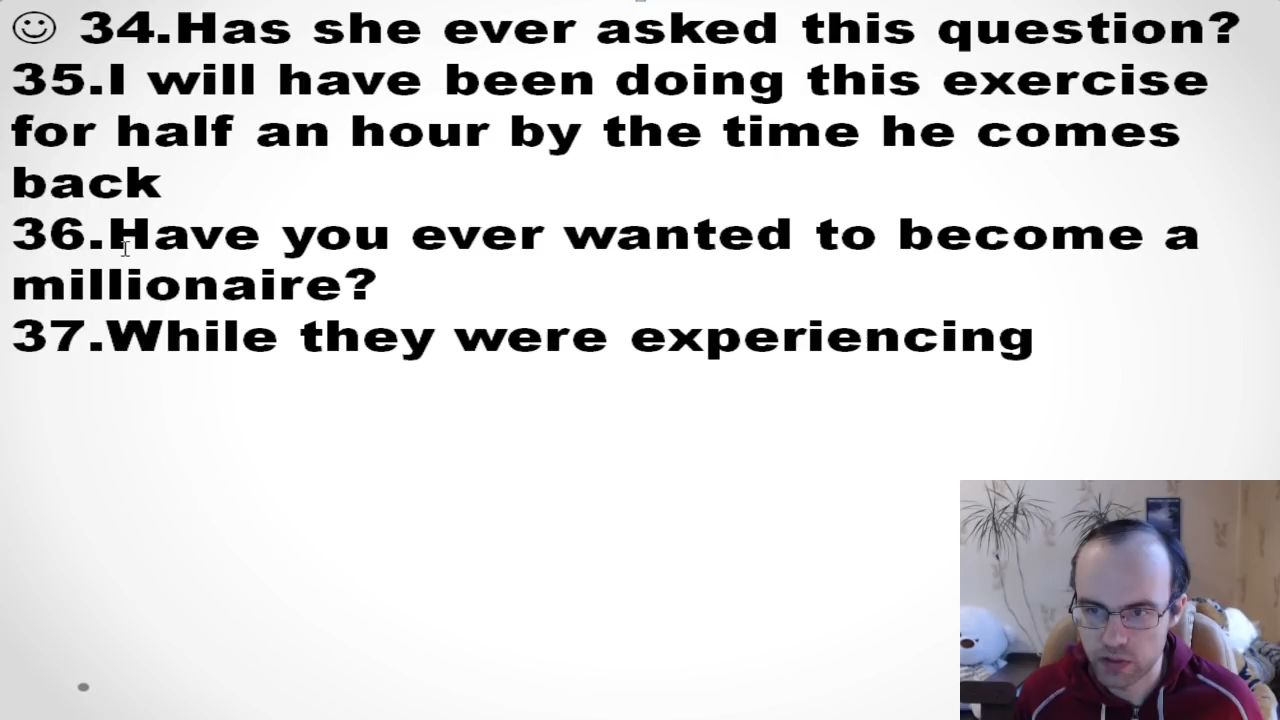 ☺ 34.Has she ever asked this question?
35.I will have been doing this exercise
for half an hour by the time he comes
back
36.Have you ever wanted to become a
millionaire?
37.While they were experiencing